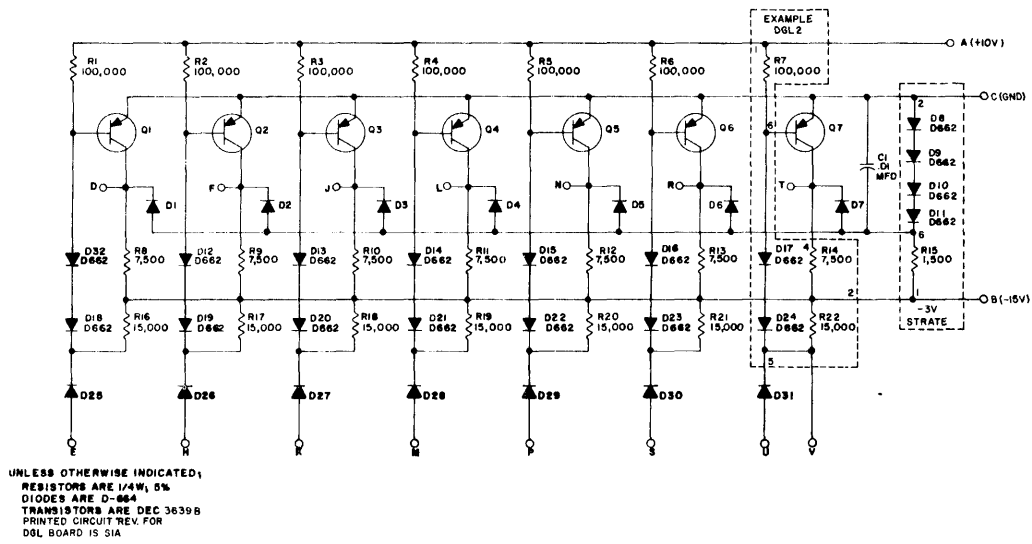 EXAMPLE
DGL2
A (+10V)
R1
100,000
R2
100,000
R3
100,000
R4
100,000
R5
100,000
R6
100,000
R7
100,000
C (GND)
2
D8
D662
D9
D662
D10
D662
D11
D662
6
Q1
Q2
Q3
Q4
Q5
Q6
6
Q7
C1
.01
MFD
D
D1
F
D2
J
D3
L
D4
N
D5
R
D6
T
D7
D32
D662
R8
7,500
D12
D662
R9
7,500
D13
D662
R10
7,500
D14
D662
R11
7,500
D15
D662
R12
7,500
D16
D662
R13
7,500
D17
D662
4
R14
7,500
R15
1,500
2
1
B (-15V)
D18
D662
R16
15,000
D19
D662
R17
15,000
D20
D662
R18
15,000
D21
D662
R19
15,000
D22
D662
R20
15,000
D23
D662
R21
15,000
D24
D662
R22
15,000
-3V
STRATE
5
D25
D26
D27
D28
D29
D30
D31
E
H
K
M
P
S
U
V
UNLESS OTHERWISE INDICATED;
RESISTORS ARE 1/4W; 5%
DIODES ARE D-664
TRANSISTORS ARE DEC 3639B
PRINTED CIRCUIT REV. FOR
DGL BOARD IS S1A